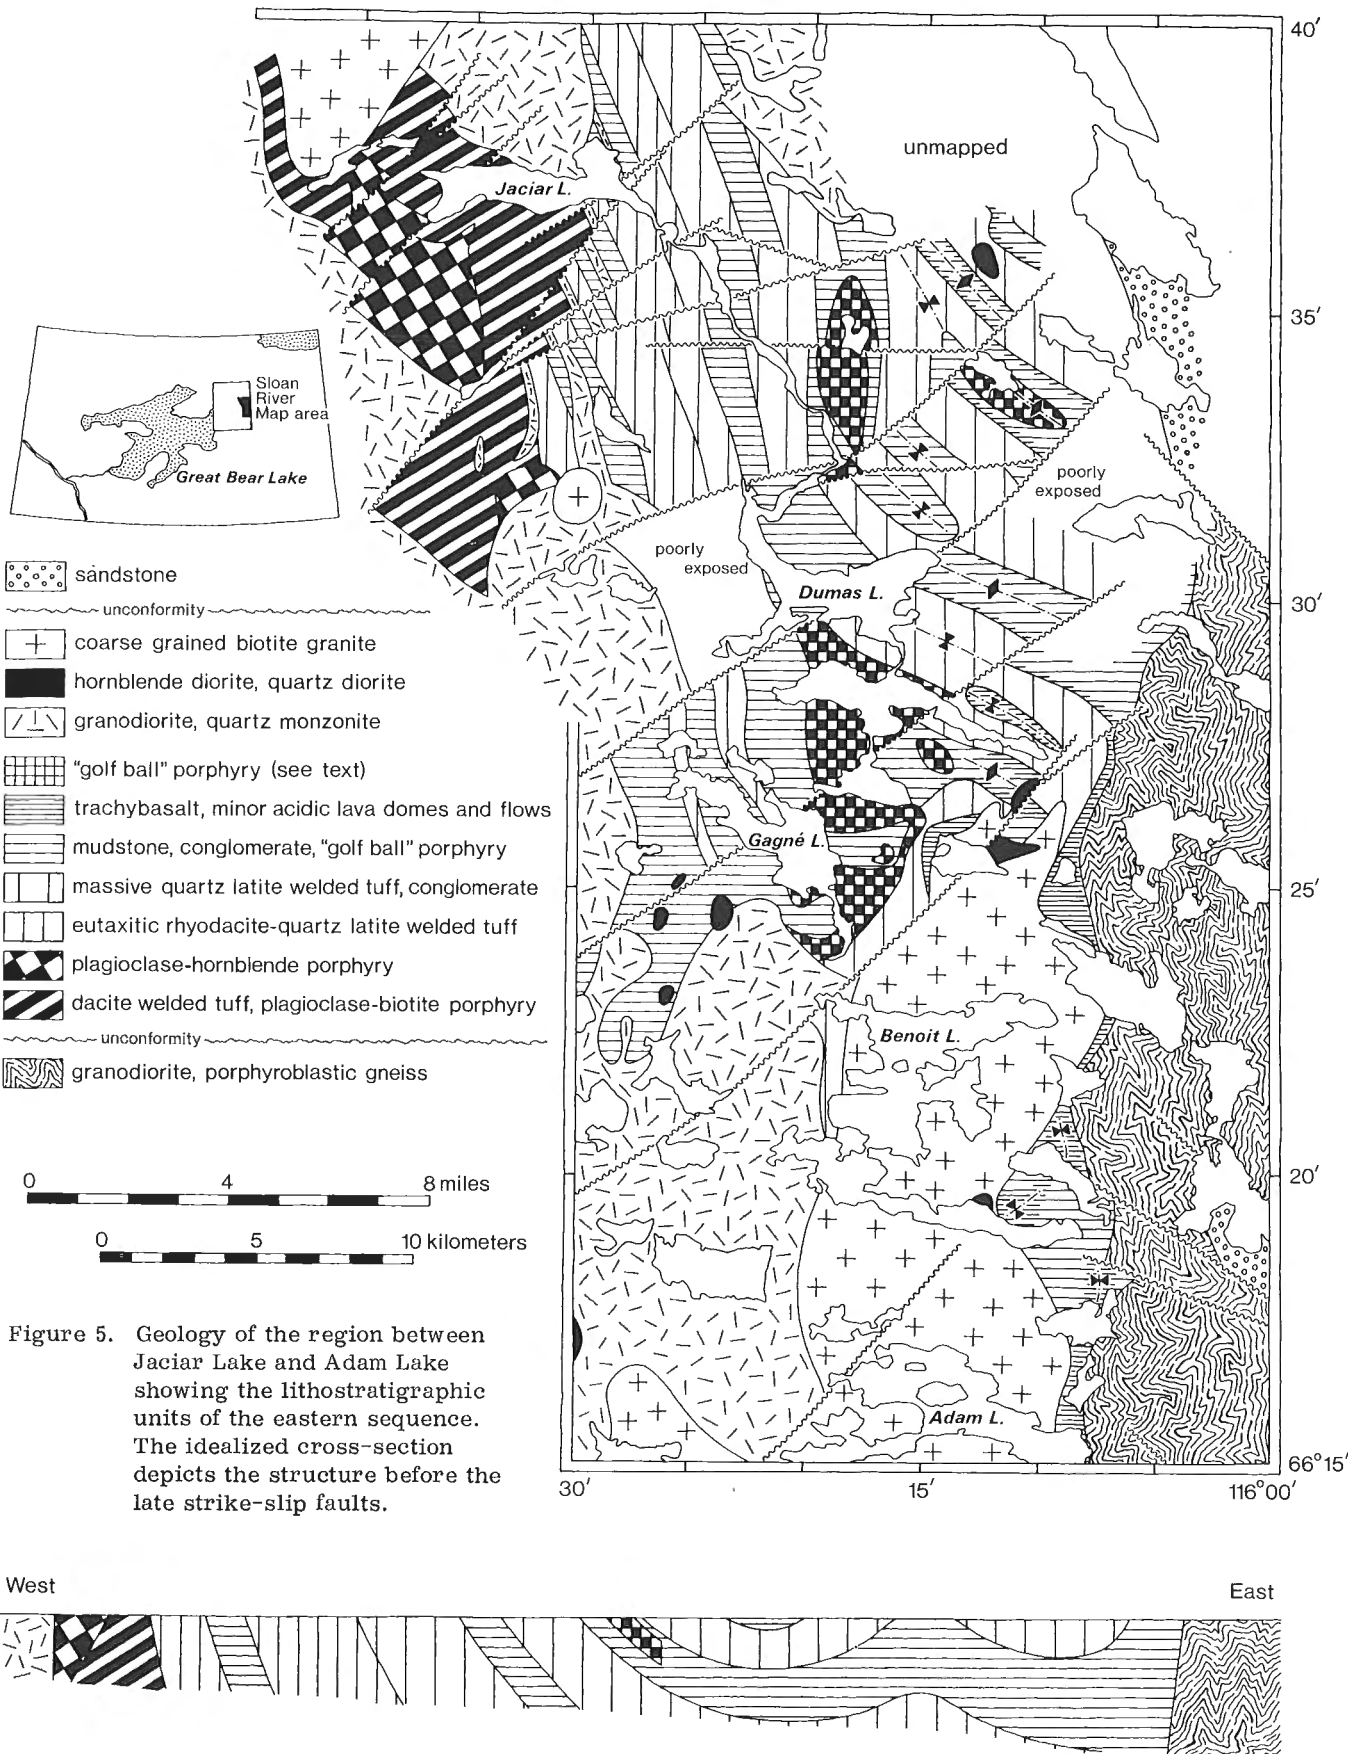 40′
unmapped
Jaciar L.
35′
Sloan
River
Map area
Great Bear Lake
poorly
exposed
poorly
exposed
Dumas L.
30′
sandstone
unconformity
coarse grained biotite granite
hornblende diorite, quartz diorite
granodiorite, quartz monzonite
"golf ball" porphyry (see text)
trachybasalt, minor acidic lava domes and flows
mudstone, conglomerate, "golf ball" porphyry
massive quartz latite welded tuff, conglomerate
eutaxitic rhyodacite-quartz latite welded tuff
plagioclase-hornblende porphyry
dacite welded tuff, plagioclase-biotite porphyry
unconformity
granodiorite, porphyroblastic gneiss
Gagné L.
25′
Benoit L.
20′
0 4 8 miles
0 5 10 kilometers
Adam L.
66°15′
30′ 15′ 116°00′
Figure 5. Geology of the region between
Jaciar Lake and Adam Lake
showing the lithostratigraphic
units of the eastern sequence.
The idealized cross-section
depicts the structure before the
late strike-slip faults.
West East